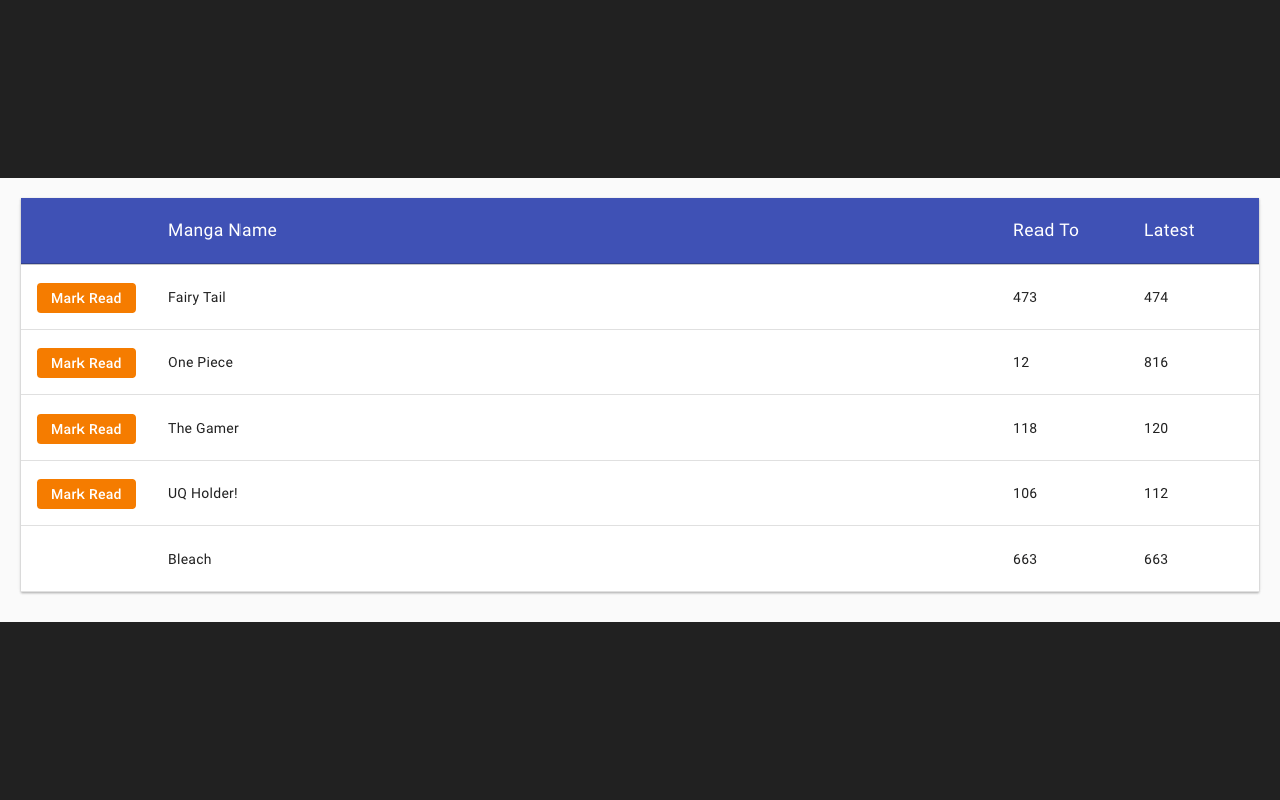 Manga Name Read To Latest
Mark Read Fairy Tail 473 474
Mark Read One Piece 12 816
Mark Read The Gamer 118 120
Mark Read UQ Holder! 106 112
Bleach 663 663